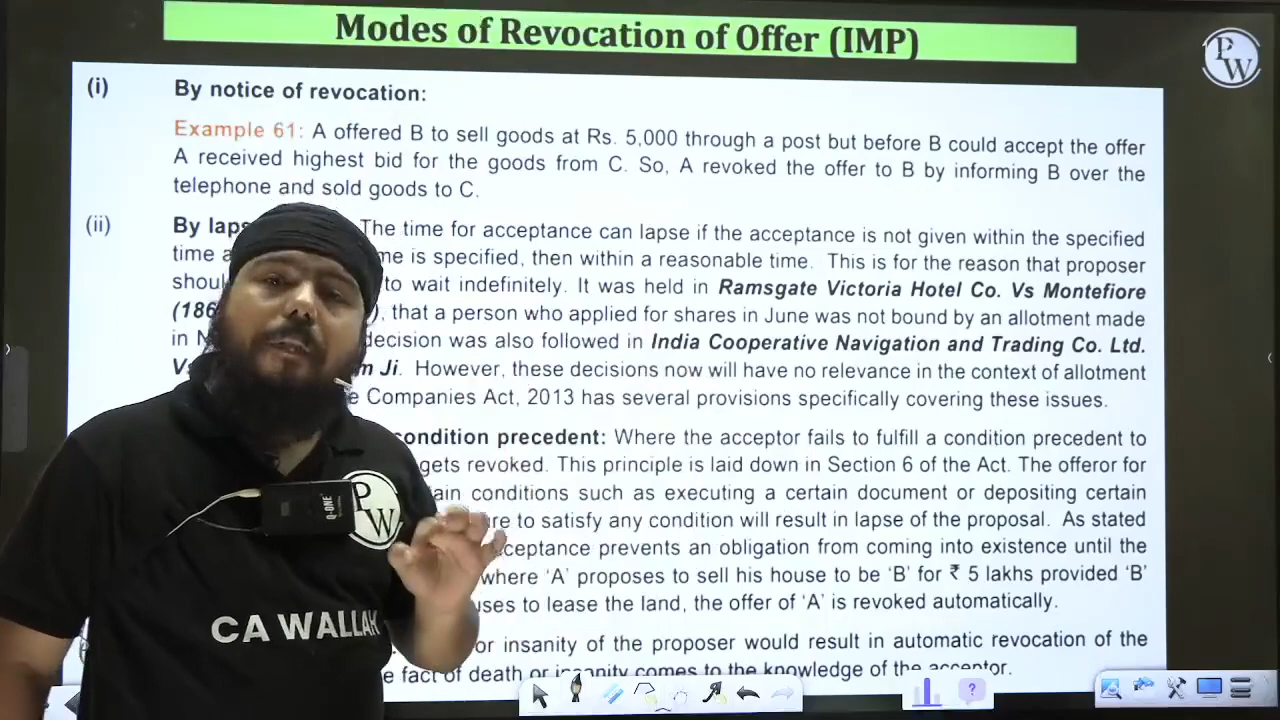 Modes of Revocation of Offer (IMP)
PW
(i) By notice of revocation:
Example 61: A offered B to sell goods at Rs. 5,000 through a post but before B could accept the offer
A received highest bid for the goods from C. So, A revoked the offer to B by informing B over the
telephone and sold goods to C.
(ii) By The time for acceptance can lapse if the acceptance is not given within the specified
time is specified, then within a reasonable time. This is for the reason that proposer
to wait indefinitely. It was held in Ramsgate Victoria Hotel Co. Vs Montefiore
that a person who applied for shares in June was not bound by an allotment made
in decision was also followed in India Cooperative Navigation and Trading Co. Ltd.
Ji. However, these decisions now will have no relevance in the context of allotment
Companies Act, 2013 has several provisions specifically covering these issues.
condition precedent: Where the acceptor fails to fulfill a condition precedent to
gets revoked. This principle is laid down in Section 6 of the Act. The offeror for
conditions such as executing a certain document or depositing certain
to satisfy any condition will result in lapse of the proposal. As stated
prevents an obligation from coming into existence until the
where ‘A’ proposes to sell his house to be ‘B’ for ₹ 5 lakhs provided ‘B’
to lease the land, the offer of ‘A’ is revoked automatically.
or insanity of the proposer would result in automatic revocation of the
fact of death or insanity comes to the knowledge of the acceptor.
PW
Q-ONE
CA WALLAH